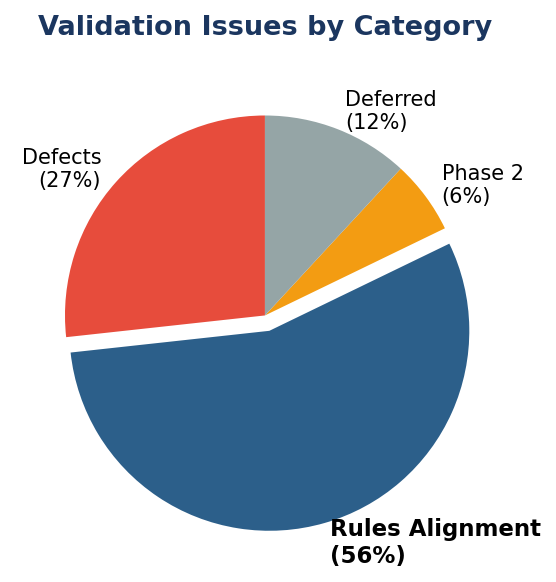 Validation Issues by Category
Deferred
(12%)
Defects
(27%)
Phase 2
(6%)
Rules Alignment
(56%)